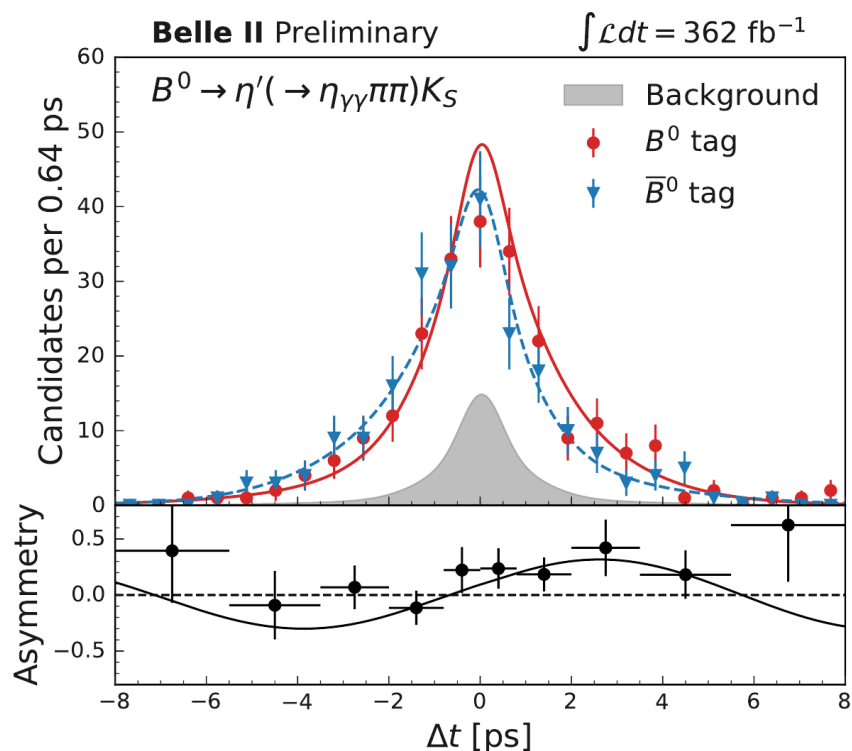 Belle II Preliminary ∫ℒdt = 362 fb⁻¹
B⁰ → η′(→ η_γγππ)K_S
Background
B⁰ tag
B̅⁰ tag
Candidates per 0.64 ps
60
50
40
30
20
10
0
Asymmetry
0.5
0.0
−0.5
−8 −6 −4 −2 0 2 4 6 8
Δt [ps]